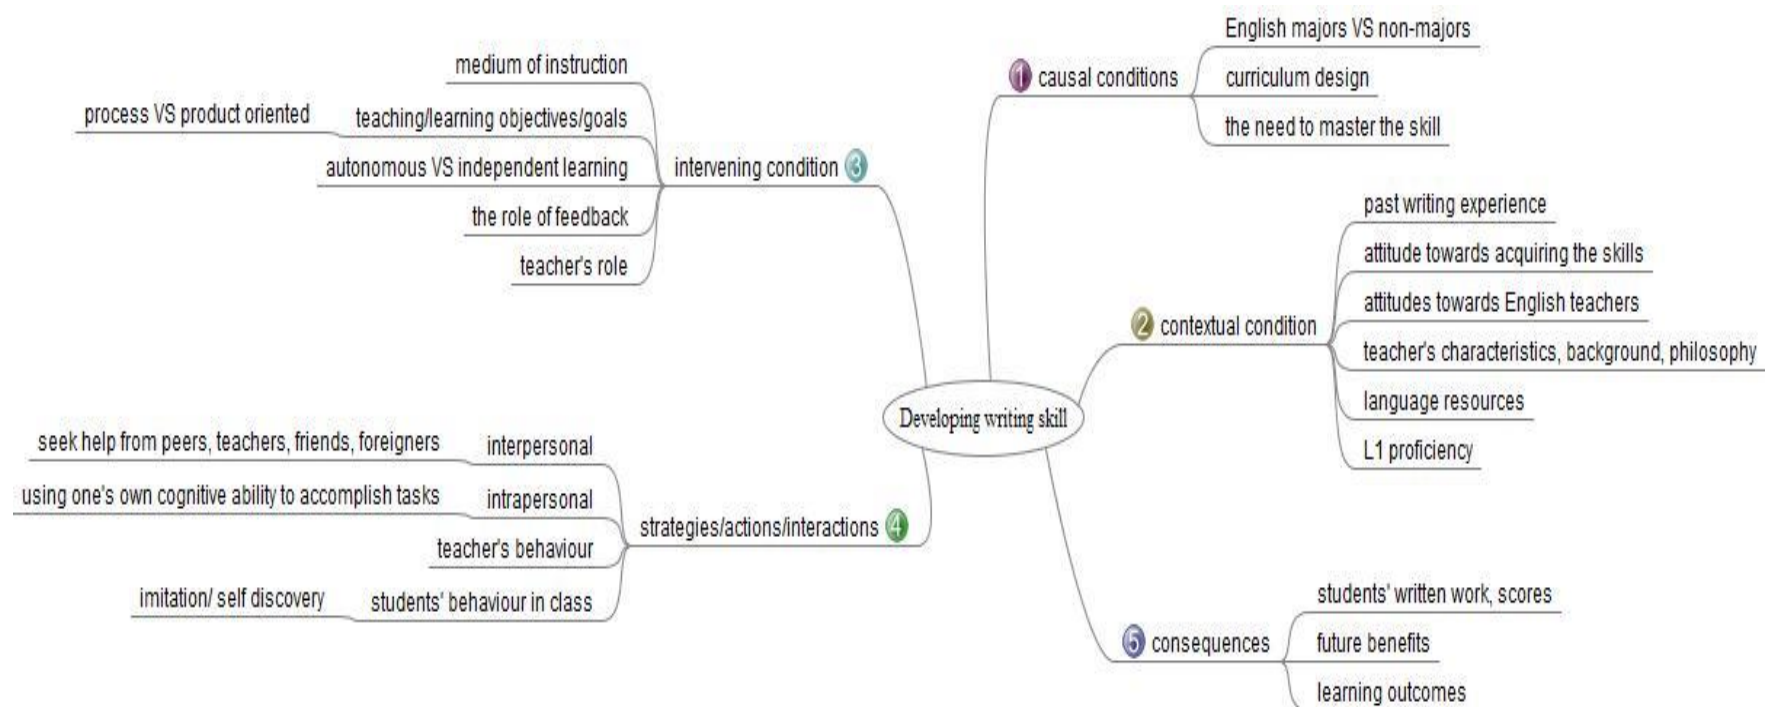 Developing writing skill
1 causal conditions
English majors VS non-majors
curriculum design
the need to master the skill
2 contextual condition
past writing experience
attitude towards acquiring the skills
attitudes towards English teachers
teacher's characteristics, background, philosophy
language resources
L1 proficiency
intervening condition 3
medium of instruction
teaching/learning objectives/goals
process VS product oriented
autonomous VS independent learning
the role of feedback
teacher's role
strategies/actions/interactions 4
interpersonal
seek help from peers, teachers, friends, foreigners
intrapersonal
using one's own cognitive ability to accomplish tasks
teacher's behaviour
students' behaviour in class
imitation/ self discovery
5 consequences
students' written work, scores
future benefits
learning outcomes